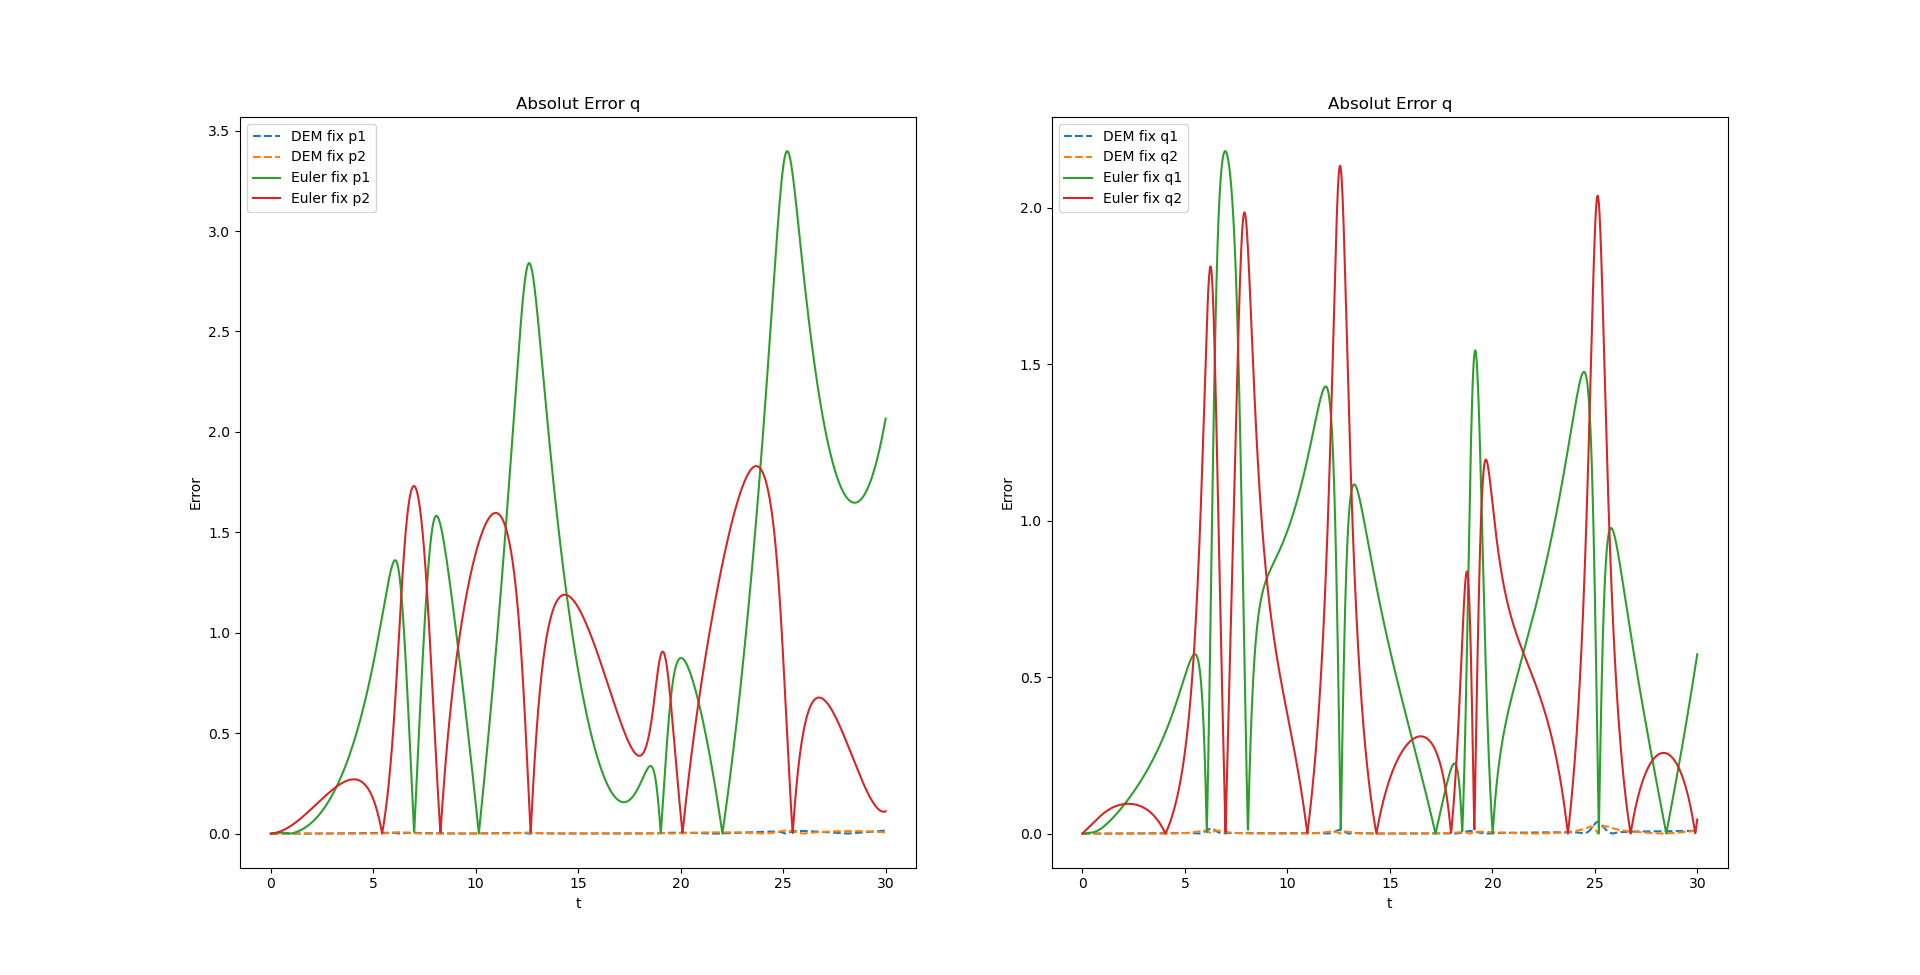 Absolut Error q
DEM fix p1
DEM fix p2
Euler fix p1
Euler fix p2
3.5
3.0
2.5
2.0
1.5
1.0
0.5
0.0
Error
0 5 10 15 20 25 30
t
Absolut Error q
DEM fix q1
DEM fix q2
Euler fix q1
Euler fix q2
2.0
1.5
1.0
0.5
0.0
Error
0 5 10 15 20 25 30
t